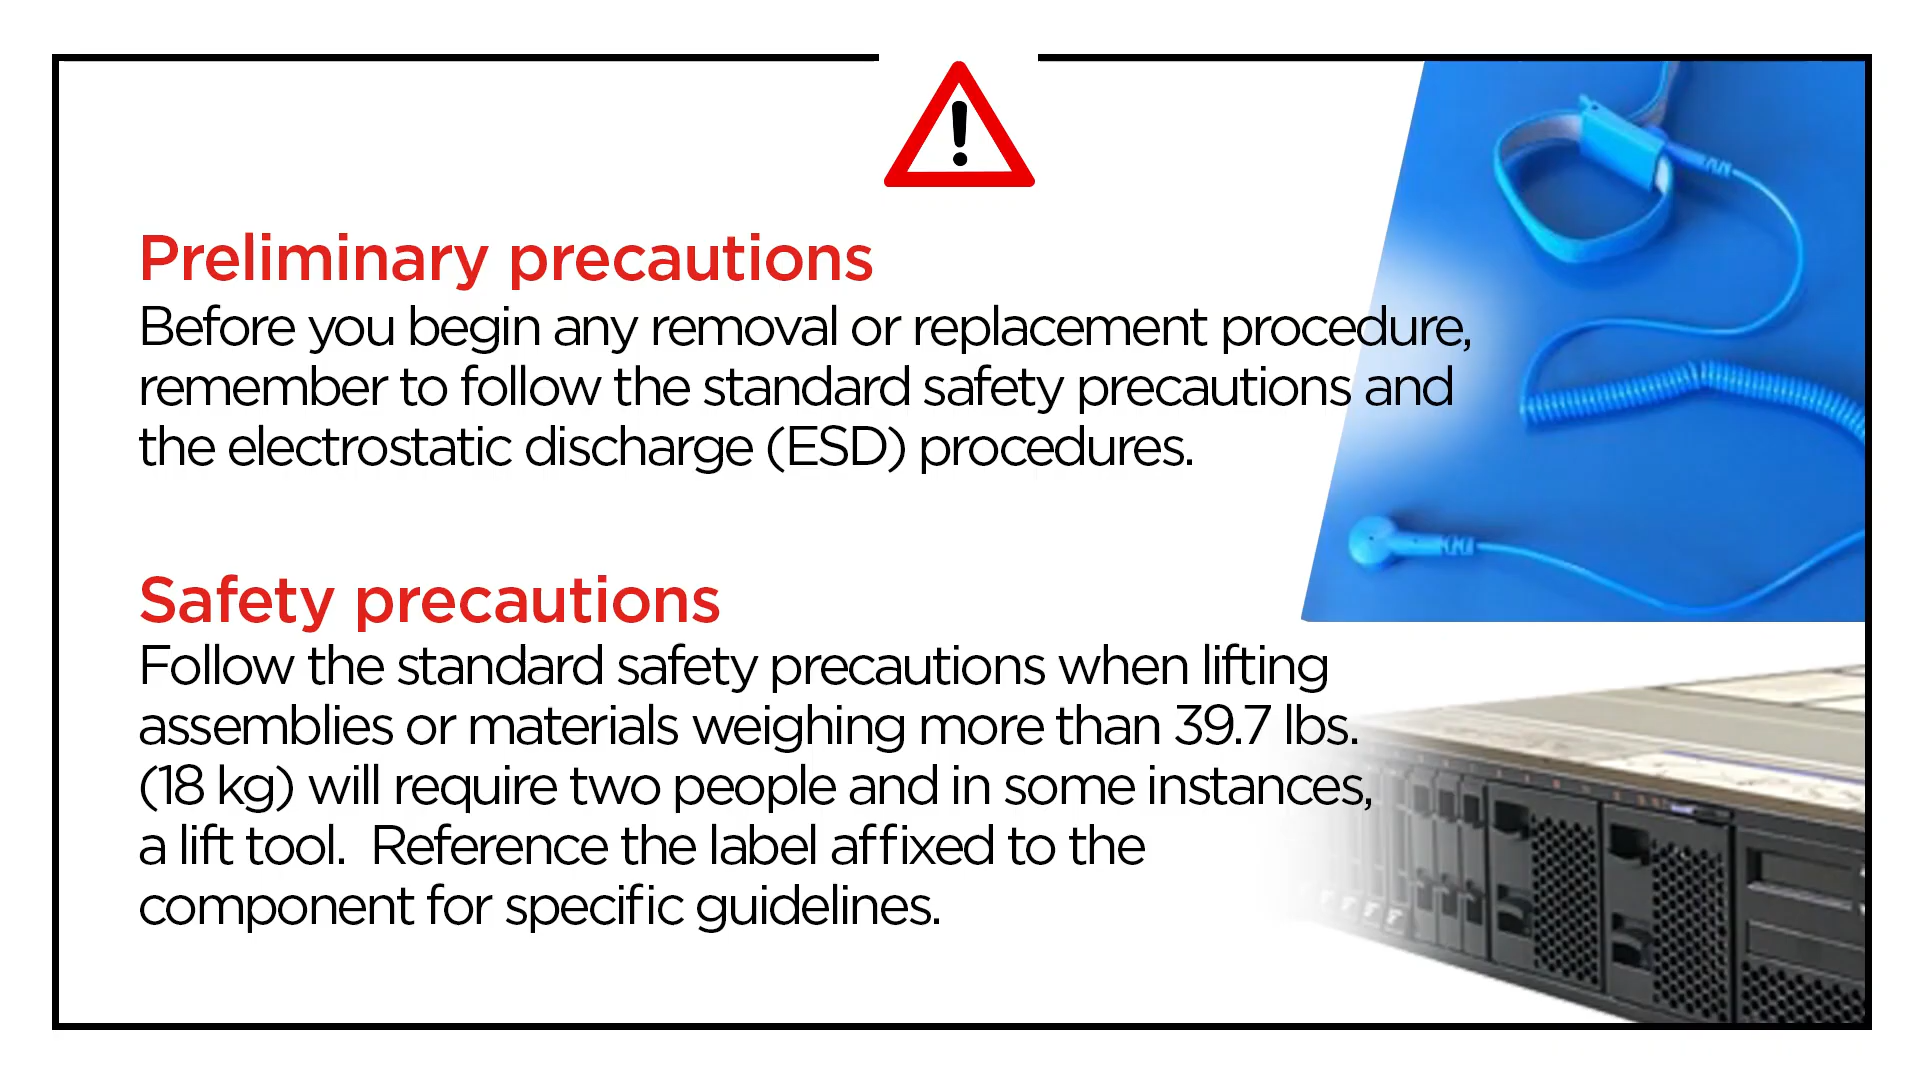 Preliminary precautions
Before you begin any removal or replacement procedure,
remember to follow the standard safety precautions and
the electrostatic discharge (ESD) procedures.
Safety precautions
Follow the standard safety precautions when lifting
assemblies or materials weighing more than 39.7 lbs.
(18 kg) will require two people and in some instances,
a lift tool.  Reference the label affixed to the
component for specific guidelines.